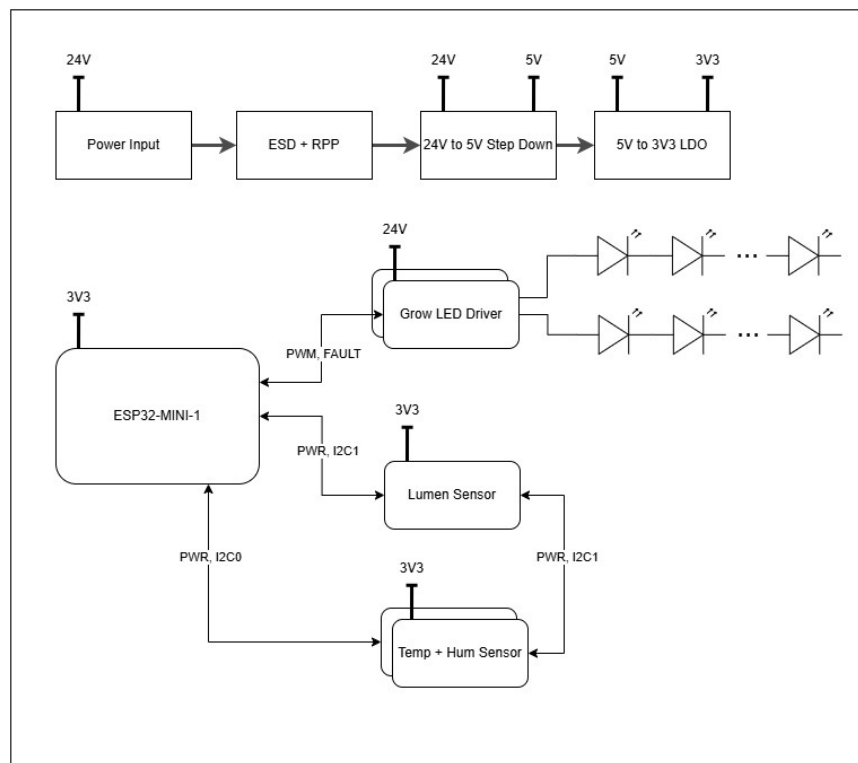 24V
24V
5V
5V
3V3
Power Input
ESD + RPP
24V to 5V Step Down
5V to 3V3 LDO
24V
Grow LED Driver
3V3
PWM, FAULT
ESP32-MINI-1
3V3
PWR, I2C1
Lumen Sensor
PWR, I2C0
PWR, I2C1
3V3
Temp + Hum Sensor